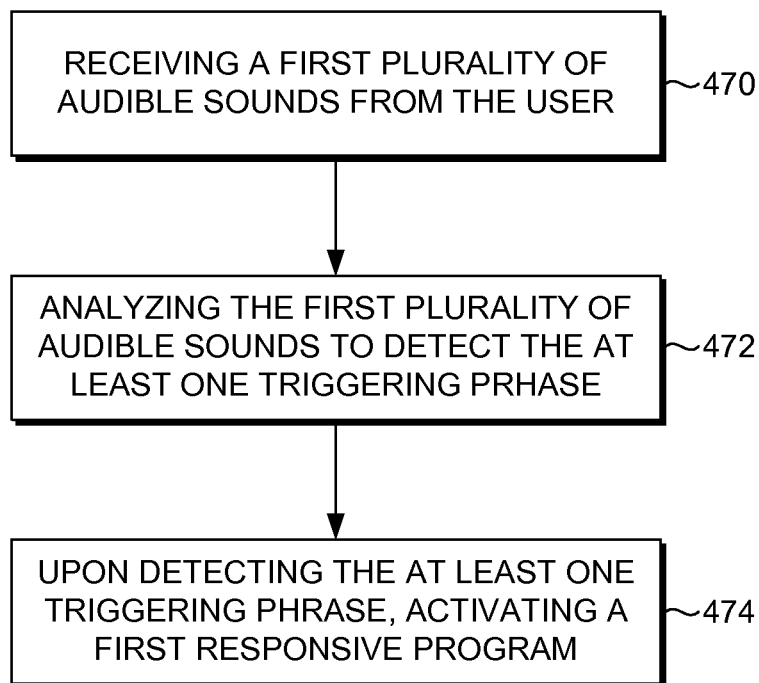 RECEIVING A FIRST PLURALITY OF
AUDIBLE SOUNDS FROM THE USER
470
ANALYZING THE FIRST PLURALITY OF
AUDIBLE SOUNDS TO DETECT THE AT
LEAST ONE TRIGGERING PRHASE
472
UPON DETECTING THE AT LEAST ONE
TRIGGERING PHRASE, ACTIVATING A
FIRST RESPONSIVE PROGRAM
474